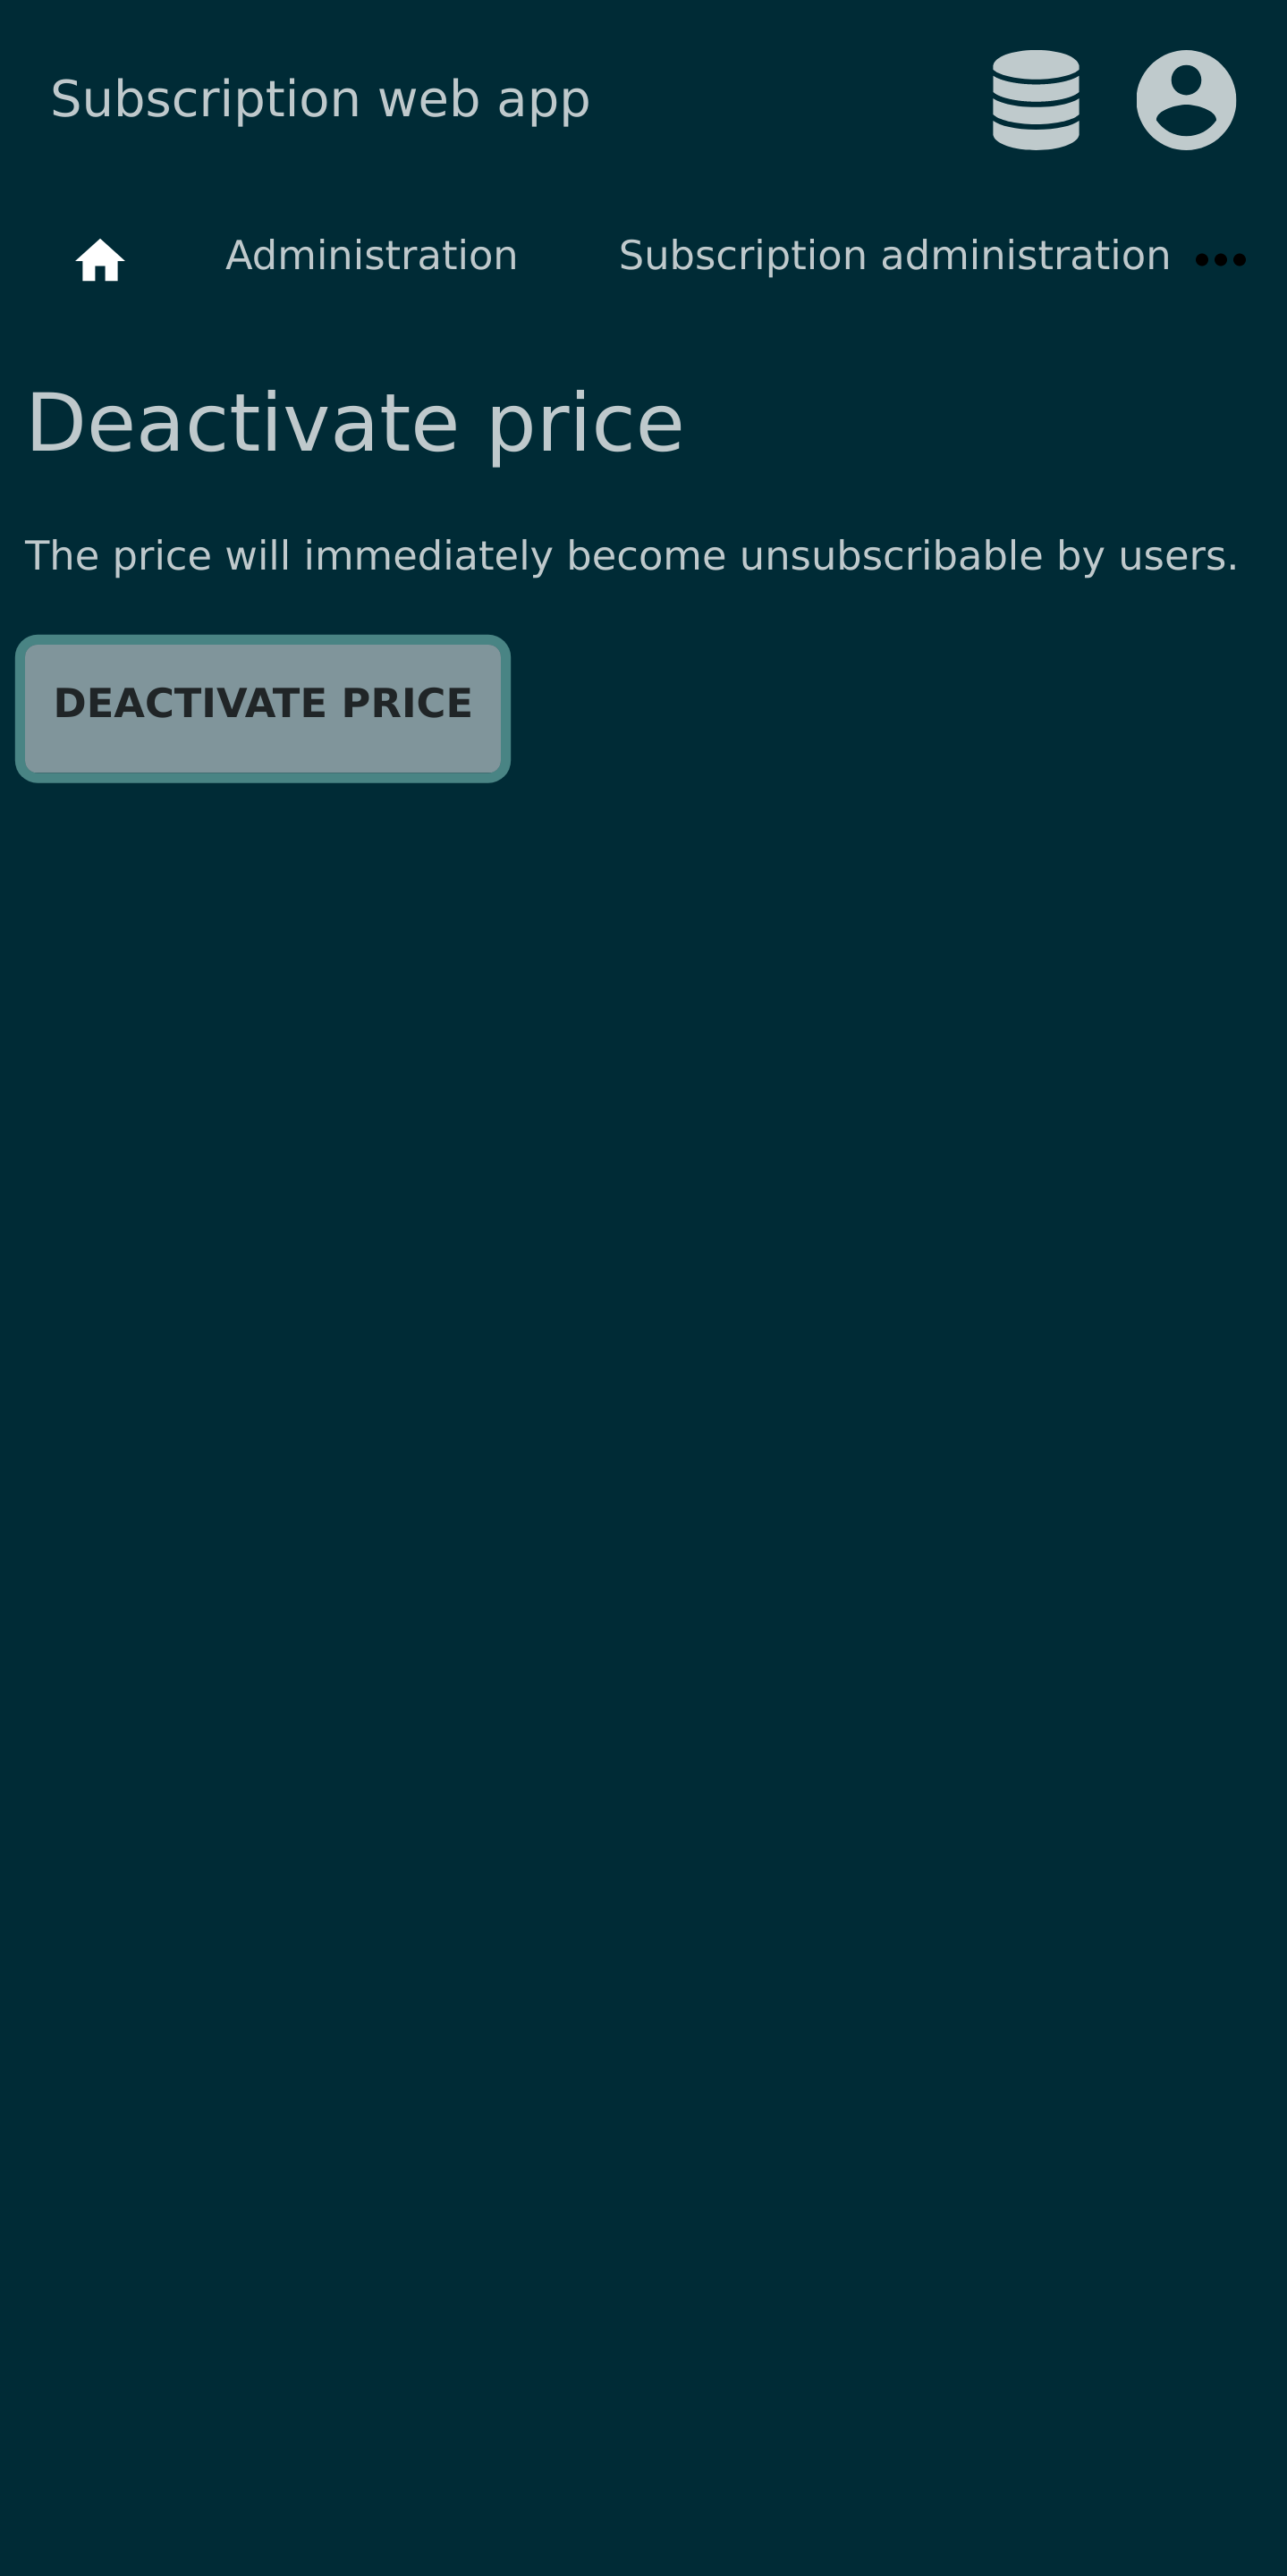 Subscription web app
Administration Subscription administration
Deactivate price
The price will immediately become unsubscribable by users.
DEACTIVATE PRICE